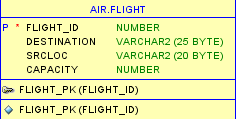 AIR.FLIGHT
P * FLIGHT_ID NUMBER
DESTINATION VARCHAR2 (25 BYTE)
SRCLOC VARCHAR2 (20 BYTE)
CAPACITY NUMBER
FLIGHT_PK (FLIGHT_ID)
FLIGHT_PK (FLIGHT_ID)